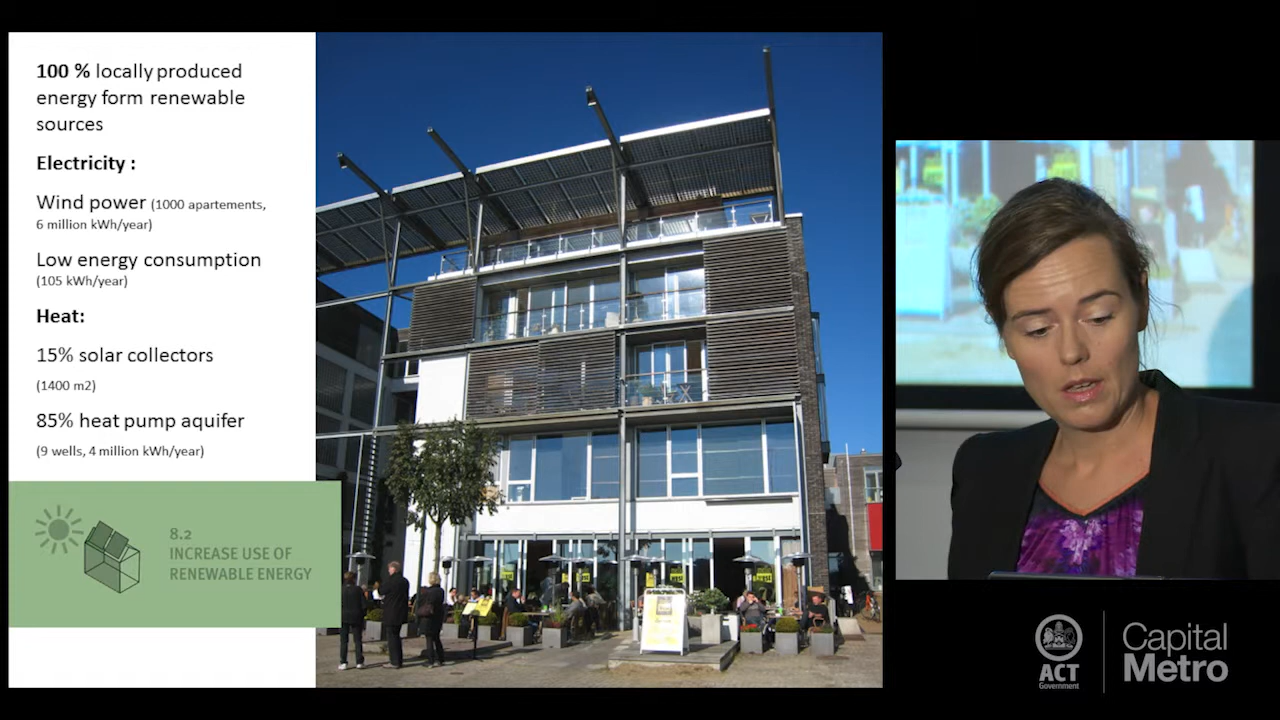 100 % locally produced
energy form renewable
sources
Electricity :
Wind power (1000 apartements,
6 million kWh/year)
Low energy consumption
(105 kWh/year)
Heat:
15% solar collectors
(1400 m2)
85% heat pump aquifer
(9 wells, 4 million kWh/year)
8.2
INCREASE USE OF
RENEWABLE ENERGY
ACT
Government
Capital
Metro